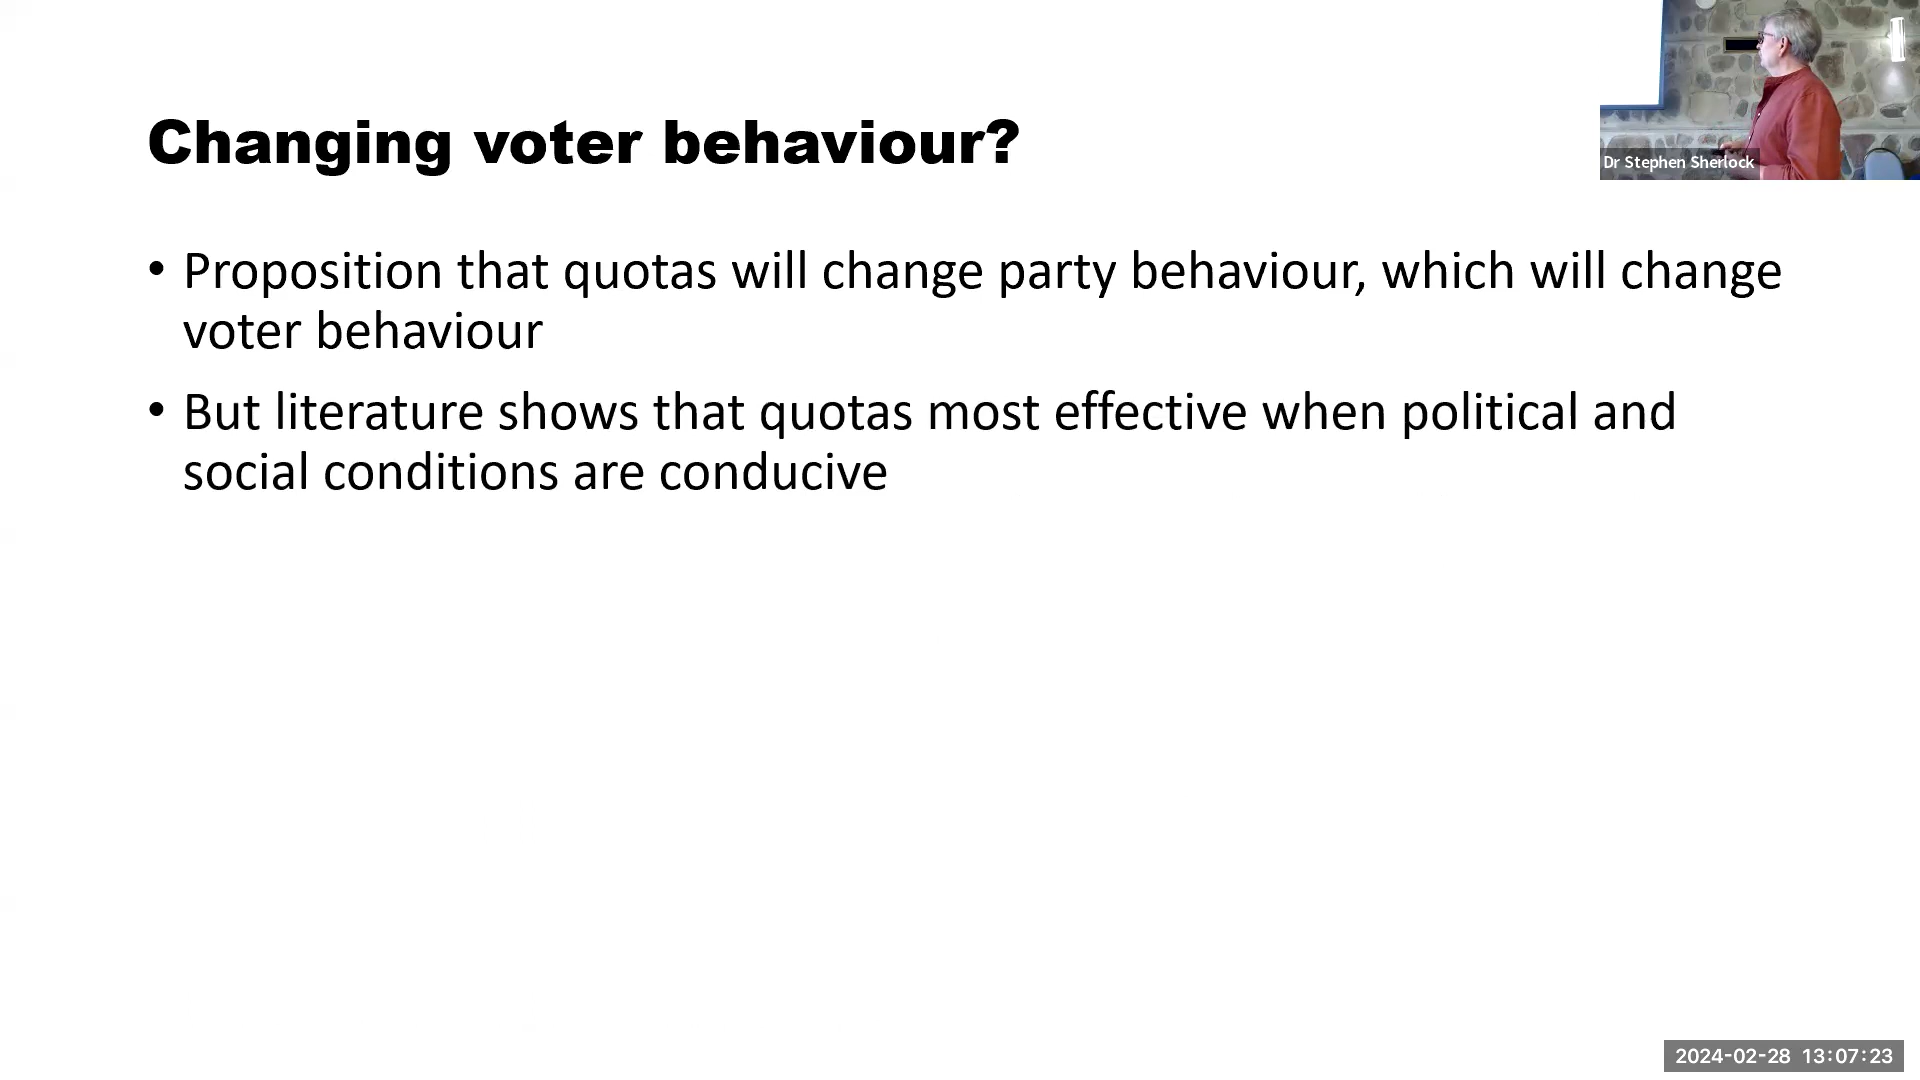 Changing voter behaviour?
Dr Stephen Sherlock
• Proposition that quotas will change party behaviour, which will change
voter behaviour
• But literature shows that quotas most effective when political and
social conditions are conducive
2024-02-28 13:07:23